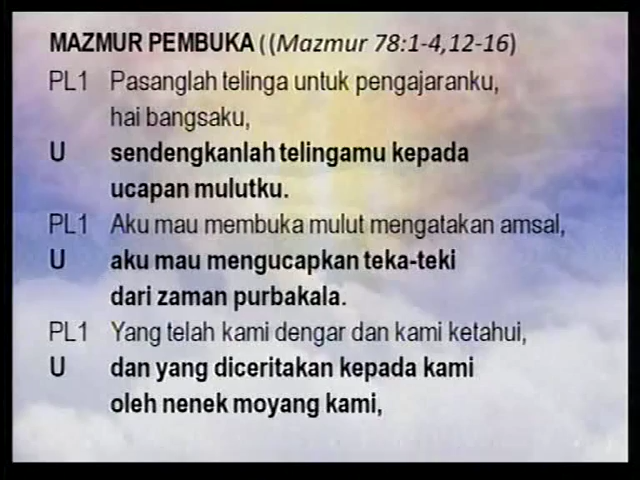 MAZMUR PEMBUKA ((Mazmur 78:1-4,12-16)
PL1 Pasanglah telinga untuk pengajaranku,
hai bangsaku,
U sendengkanlah telingamu kepada
ucapan mulutku.
PL1 Aku mau membuka mulut mengatakan amsal,
U aku mau mengucapkan teka-teki
dari zaman purbakala.
PL1 Yang telah kami dengar dan kami ketahui,
U dan yang diceritakan kepada kami
oleh nenek moyang kami,